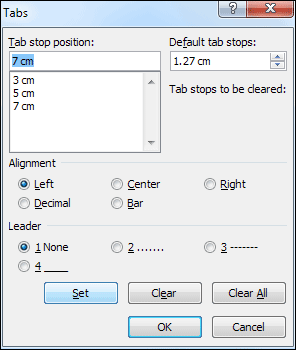 Tabs
Tab stop position: Default tab stops:
7 cm 1.27 cm
3 cm Tab stops to be cleared:
5 cm
7 cm
Alignment
Left Center Right
Decimal Bar
Leader
1 None 2 ....... 3 -------
4 ____
Set Clear Clear All
OK Cancel